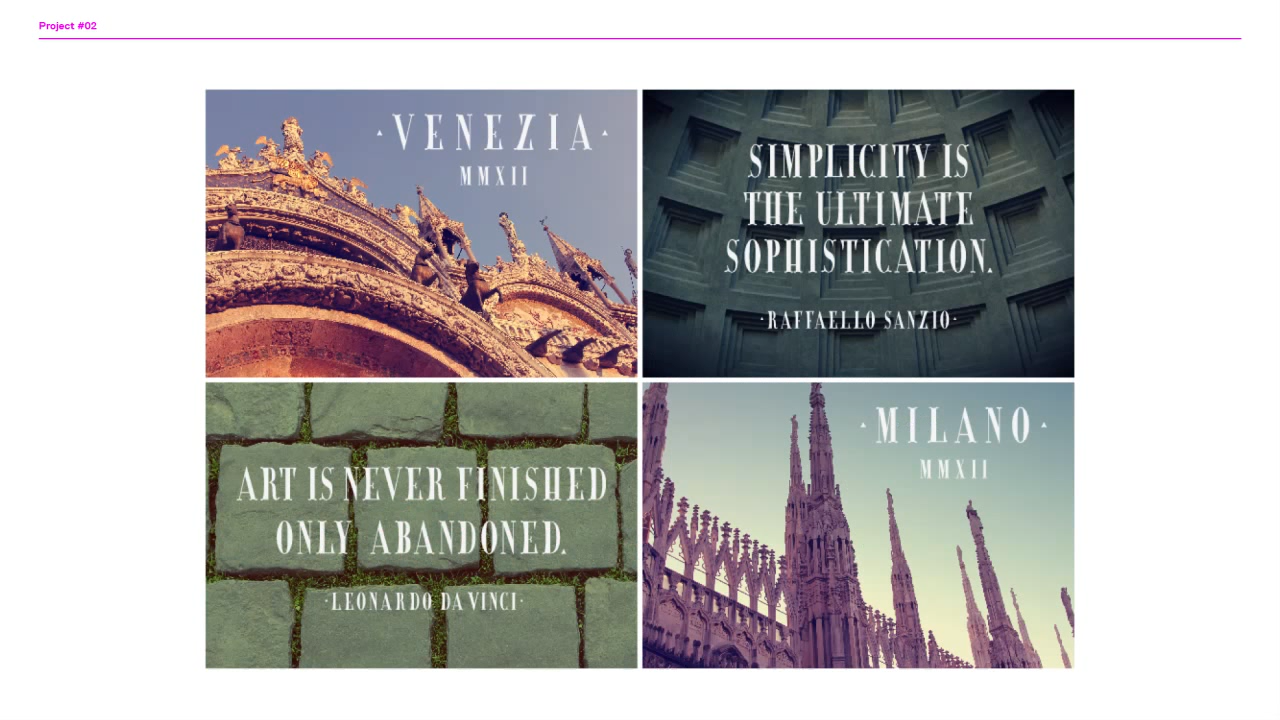 Project #02
· VENEZIA ·
MMXII
SIMPLICITY IS
THE ULTIMATE
SOPHISTICATION.
·RAFFAELLO SANZIO·
ART IS NEVER FINISHED
ONLY ABANDONED.
·LEONARDO DA VINCI·
· MILANO ·
MMXII